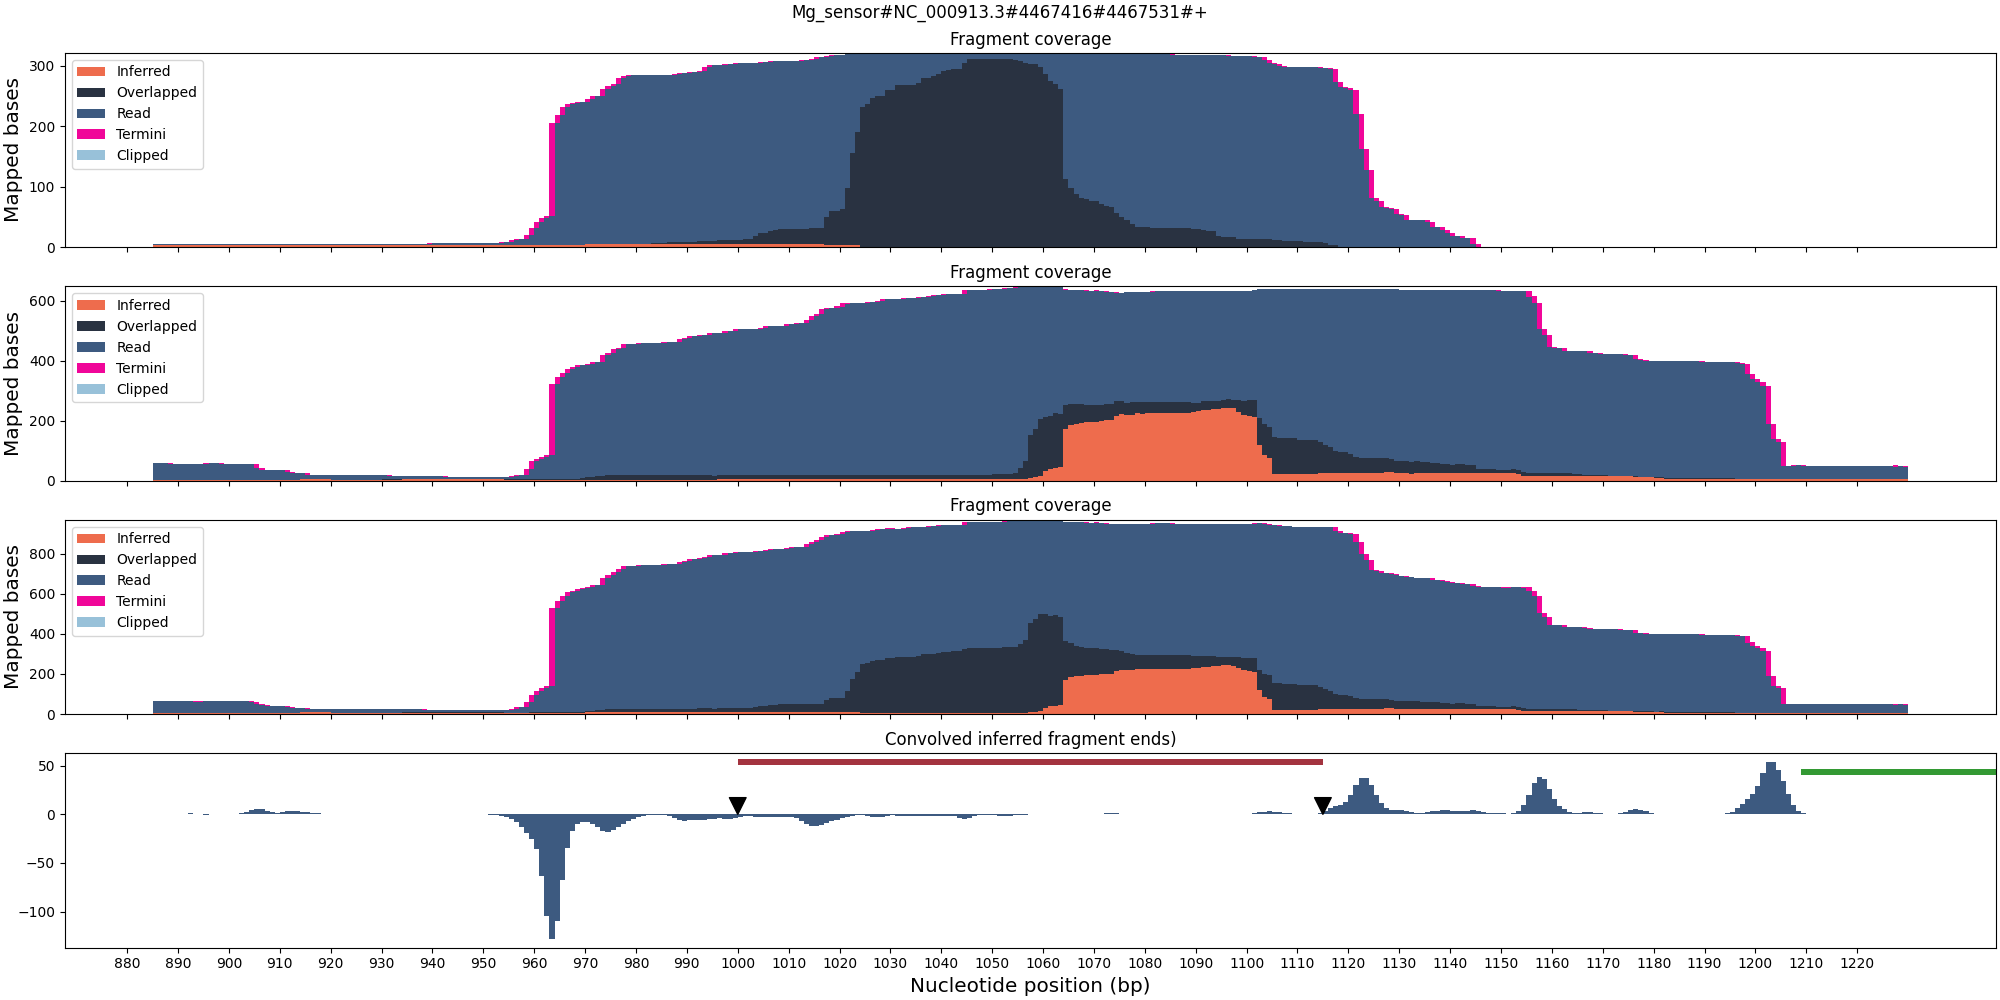 Mg_sensor#NC_000913.3#4467416#4467531#+
Fragment coverage
Mapped bases
300
200
100
0
Inferred
Overlapped
Read
Termini
Clipped
Fragment coverage
Mapped bases
600
400
200
0
Inferred
Overlapped
Read
Termini
Clipped
Fragment coverage
Mapped bases
800
600
400
200
0
Inferred
Overlapped
Read
Termini
Clipped
Convolved inferred fragment ends)
50
0
−50
−100
880 890 900 910 920 930 940 950 960 970 980 990 1000 1010 1020 1030 1040 1050 1060 1070 1080 1090 1100 1110 1120 1130 1140 1150 1160 1170 1180 1190 1200 1210 1220
Nucleotide position (bp)